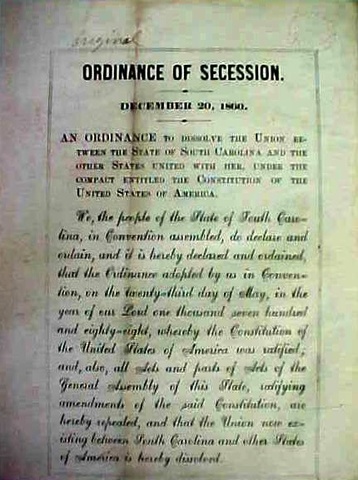 original
ORDINANCE OF SECESSION.
DECEMBER 20, 1860.
AN ORDINANCE TO DISSOLVE THE UNION BE-
TWEEN THE STATE OF SOUTH CAROLINA AND THE
OTHER STATES UNITED WITH HER, UNDER THE
COMPACT ENTITLED THE CONSTITUTION OF THE
UNITED STATES OF AMERICA.
We, the people of the State of South Caro-
lina, in Convention assembled, do declare and
ordain, and it is hereby declared and ordained,
that the Ordinance adopted by us in Conven-
tion, on the twenty-third day of May, in the
year of our Lord one thousand seven hundred
and eighty-eight, whereby the Constitution of
the United States of America was ratified;
and, also, all Acts and parts of Acts of the
General Assembly of this State, ratifying
amendments of the said Constitution, are
hereby repealed, and that the Union now ex-
isting between South Carolina and other States
of America is hereby dissolved.